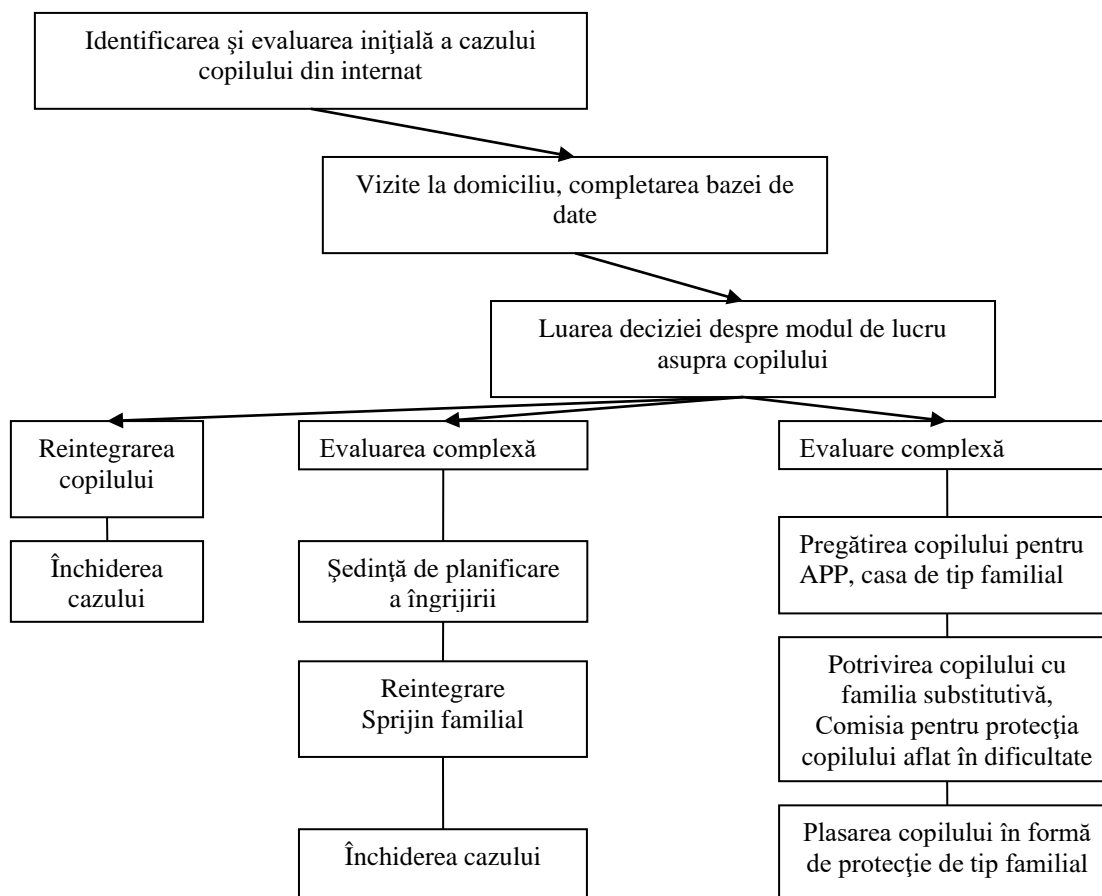 Identificarea şi evaluarea iniţială a cazului
copilului din internat
Vizite la domiciliu, completarea bazei de
date
Luarea deciziei despre modul de lucru
asupra copilului
Reintegrarea
copilului
Închiderea
cazului
Evaluarea complexă
Şedinţă de planificare
a îngrijirii
Reintegrare
Sprijin familial
Închiderea cazului
Evaluare complexă
Pregătirea copilului pentru
APP, casa de tip familial
Potrivirea copilului cu
familia substitutivă,
Comisia pentru protecţia
copilului aflat în dificultate
Plasarea copilului în formă
de protecţie de tip familial